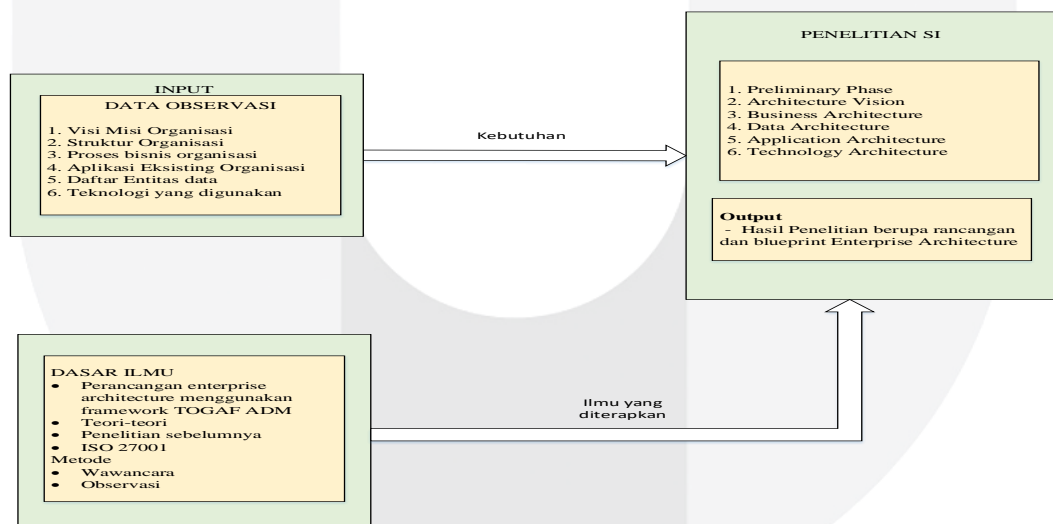 INPUT
DATA OBSERVASI
1. Visi Misi Organisasi
2. Struktur Organisasi
3. Proses bisnis organisasi
4. Aplikasi Eksisting Organisasi
5. Daftar Entitas data
6. Teknologi yang digunakan
Kebutuhan
PENELITIAN SI
1. Preliminary Phase
2. Architecture Vision
3. Business Architecture
4. Data Architecture
5. Application Architecture
6. Technology Architecture
Output
- Hasil Penelitian berupa rancangan
dan blueprint Enterprise Architecture
DASAR ILMU
• Perancangan enterprise
architecture menggunakan
framework TOGAF ADM
• Teori-teori
• Penelitian sebelumnya
• ISO 27001
Metode
• Wawancara
• Observasi
Ilmu yang
diterapkan